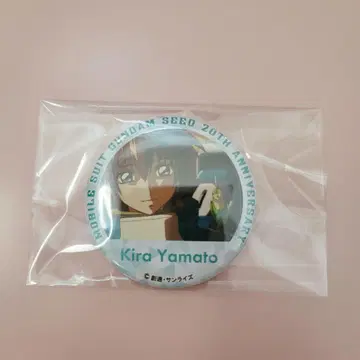 MOBILE SUIT GUNDAM SEED 20TH ANNIVERSARY
Kira Yamato
© 創通・サンライズ